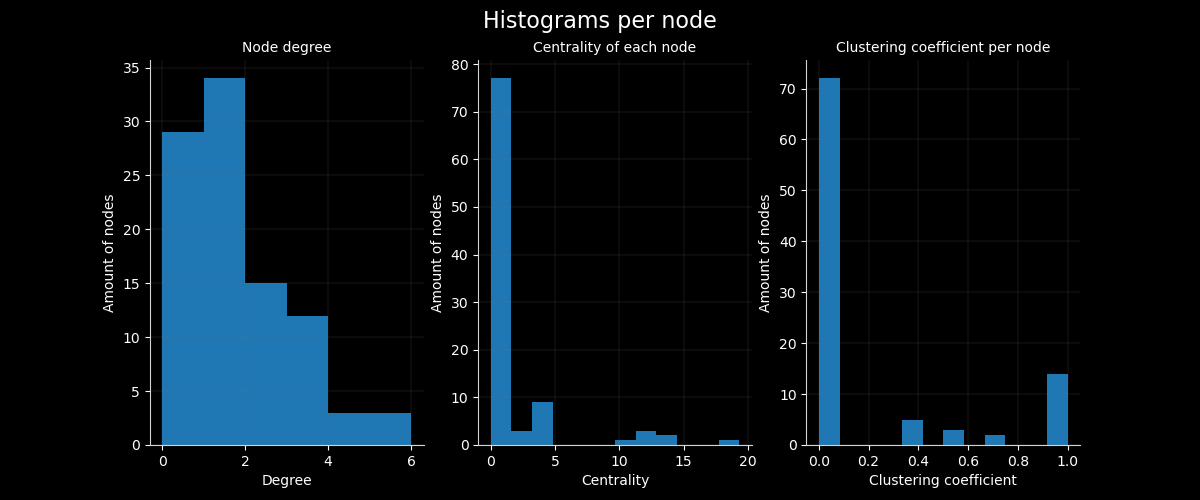 Histograms per node
Node degree
Amount of nodes
35
30
25
20
15
10
5
0
0 2 4 6
Degree
Centrality of each node
Amount of nodes
80
70
60
50
40
30
20
10
0
0 5 10 15 20
Centrality
Clustering coefficient per node
Amount of nodes
70
60
50
40
30
20
10
0
0.0 0.2 0.4 0.6 0.8 1.0
Clustering coefficient